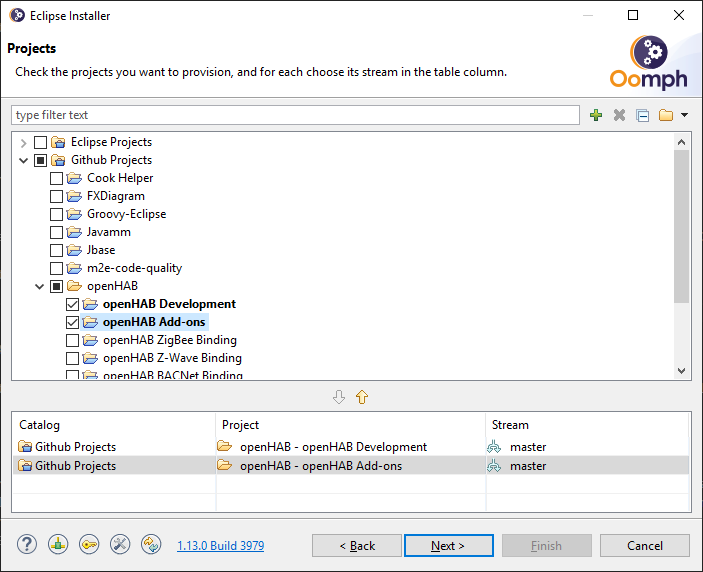 Eclipse Installer
Projects
Check the projects you want to provision, and for each choose its stream in the table column.
Oomph
type filter text
Eclipse Projects
Github Projects
Cook Helper
FXDiagram
Groovy-Eclipse
Javamm
Jbase
m2e-code-quality
openHAB
openHAB Development
openHAB Add-ons
openHAB ZigBee Binding
openHAB Z-Wave Binding
openHAB BACNet Binding
Catalog Project Stream
Github Projects openHAB - openHAB Development master
Github Projects openHAB - openHAB Add-ons master
? 1.13.0 Build 3979 < Back Next > Finish Cancel